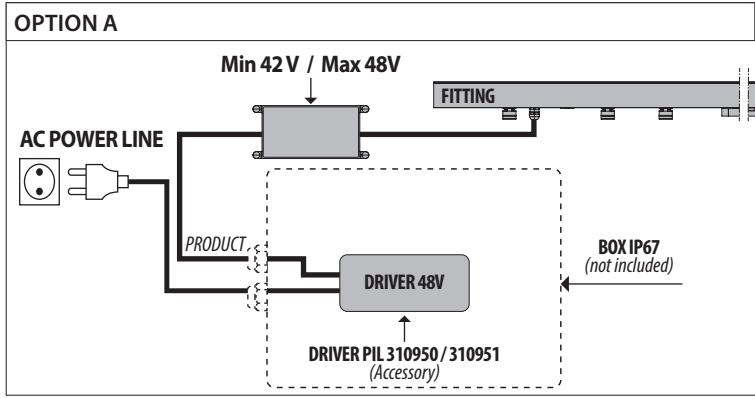 OPTION A
Min 42 V / Max 48V
FITTING
AC POWER LINE
PRODUCT
DRIVER 48V
BOX IP67
(not included)
DRIVER PIL 310950 / 310951
(Accessory)